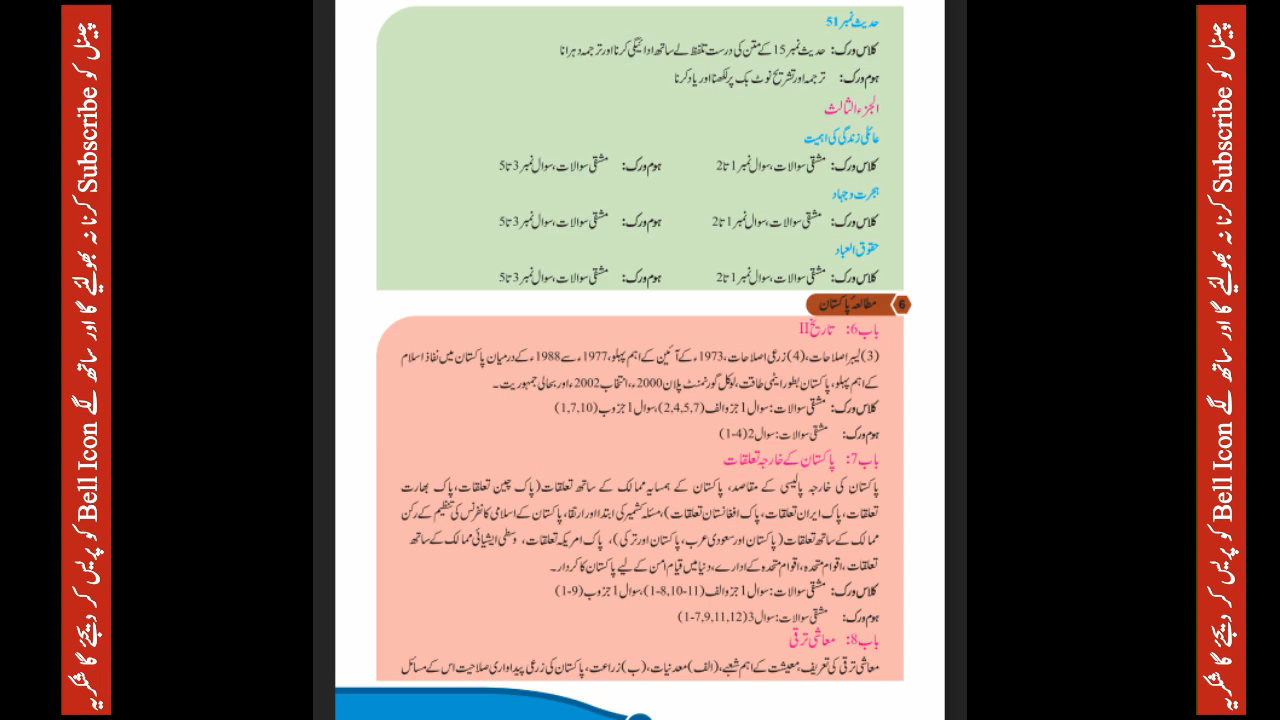 چینل کو Subscribe کرنا نہ بھولئیے گا اور ساتھ لگے Bell Icon کو پریس کر دیجیئے گا شکریہ
حدیث نمبر 51
کلاس ورک: حدیث نمبر 15 کے متن کی درست تلفظ لے ساتھ ادائیگی کرنا اور ترجمہ دہرانا
ہوم ورک: ترجمہ اور تشریح نوٹ بک پر لکھنا اور یاد کرنا
الجزء الثالث
عائلی زندگی کی اہمیت
کلاس ورک: مشقی سوالات، سوال نمبر 1 تا 2 ہوم ورک: مشقی سوالات، سوال نمبر 3 تا 5
ہجرت و جہاد
کلاس ورک: مشقی سوالات، سوال نمبر 1 تا 2 ہوم ورک: مشقی سوالات، سوال نمبر 3 تا 5
حقوق العباد
کلاس ورک: مشقی سوالات، سوال نمبر 1 تا 2 ہوم ورک: مشقی سوالات، سوال نمبر 3 تا 5
6 مطالعہ پاکستان
باب 6: تاریخ II
(3) لیبر اصلاحات، (4) زرعی اصلاحات، 1973ء کے آئین کے اہم پہلو، 1977ء سے 1988ء کے درمیان پاکستان میں نفاذ اسلام
کے اہم پہلو، پاکستان بطور ایٹمی طاقت، لوکل گورنمنٹ پلان 2000ء، انتخاب 2002ء اور بحالی جمہوریت۔
کلاس ورک: مشقی سوالات: سوال 1 جزو الف (2,4,5,7)، سوال 1 جزو ب (1,7,10)
ہوم ورک: مشقی سوالات: سوال 2 (1-4)
باب 7: پاکستان کے خارجہ تعلقات
پاکستان کی خارجہ پالیسی کے مقاصد، پاکستان کے ہمسایہ ممالک کے ساتھ تعلقات (پاک چین تعلقات، پاک بھارت
تعلقات، پاک ایران تعلقات، پاک افغانستان تعلقات)، مسئلہ کشمیر کی ابتدا اور ارتقا، پاکستان کے اسلامی کانفرنس کی تنظیم کے رکن
ممالک کے ساتھ تعلقات (پاکستان اور سعودی عرب، پاکستان اور ترکی)، پاک امریکہ تعلقات، وسطی ایشیائی ممالک کے ساتھ
تعلقات، اقوام متحدہ، اقوام متحدہ کے ادارے، دنیا میں قیام امن کے لیے پاکستان کا کردار۔
کلاس ورک: مشقی سوالات: سوال 1 جزو الف (1-8,10-11)، سوال 1 جزو ب (1-9)
ہوم ورک: مشقی سوالات: سوال 3 (1-7,9,11,12)
باب 8: معاشی ترقی
معاشی ترقی کی تعریف، معیشت کے اہم شعبے، (الف) معدنیات، (ب) زراعت، پاکستان کی زرعی پیداواری صلاحیت اس کے مسائل
چینل کو Subscribe کرنا نہ بھولئیے گا اور ساتھ لگے Bell Icon کو پریس کر دیجیئے گا شکریہ